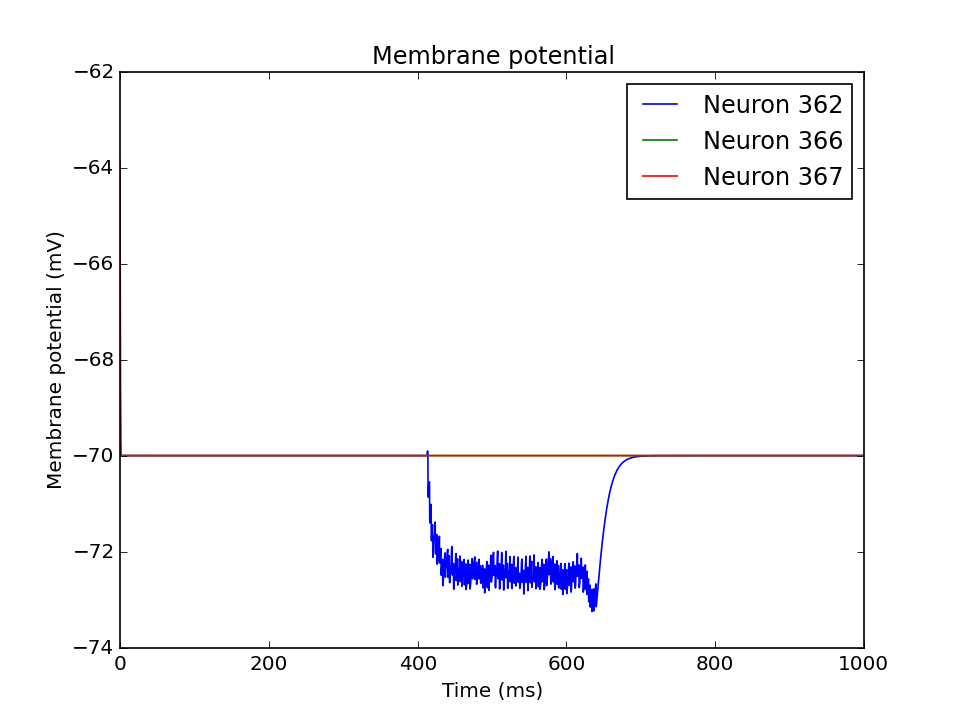 Membrane potential
Neuron 362
Neuron 366
Neuron 367
Membrane potential (mV)
−62
−64
−66
−68
−70
−72
−74
0 200 400 600 800 1000
Time (ms)